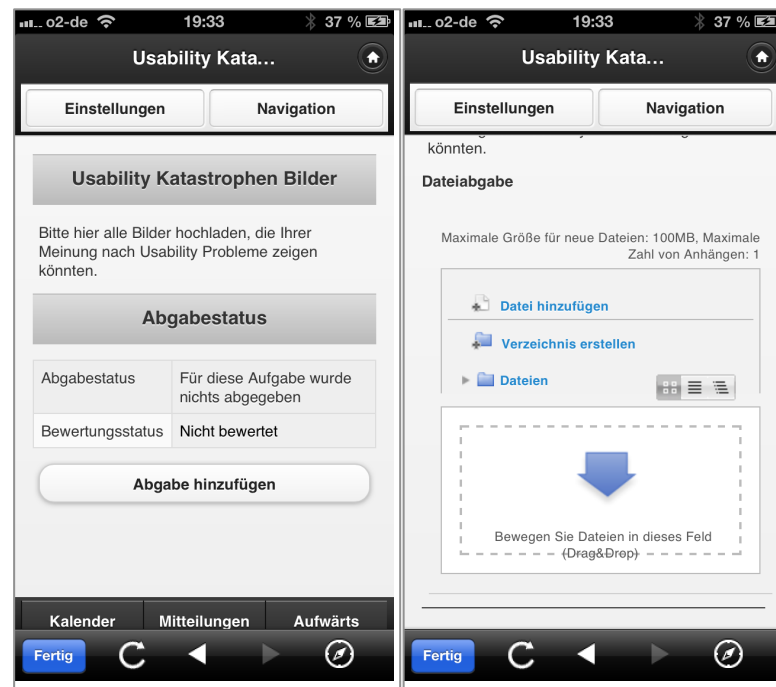 o2-de 19:33 37 %
Usability Kata...
Einstellungen Navigation
Usability Katastrophen Bilder
Bitte hier alle Bilder hochladen, die Ihrer
Meinung nach Usability Probleme zeigen
könnten.
Abgabestatus
Abgabestatus Für diese Aufgabe wurde
nichts abgegeben
Bewertungsstatus Nicht bewertet
Abgabe hinzufügen
Kalender Mitteilungen Aufwärts
Fertig
o2-de 19:33 37 %
Usability Kata...
Einstellungen Navigation
könnten.
Dateiabgabe
Maximale Größe für neue Dateien: 100MB, Maximale
Zahl von Anhängen: 1
Datei hinzufügen
Verzeichnis erstellen
Dateien
Bewegen Sie Dateien in dieses Feld
(Drag&Drop)
Fertig